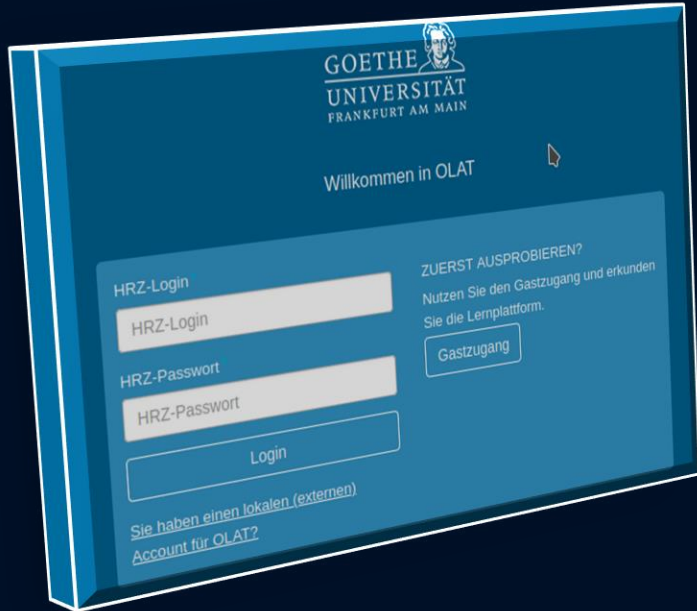 GOETHE
UNIVERSITÄT
FRANKFURT AM MAIN
Willkommen in OLAT
HRZ-Login
HRZ-Login
HRZ-Passwort
HRZ-Passwort
Login
Sie haben einen lokalen (externen)
Account für OLAT?
ZUERST AUSPROBIEREN?
Nutzen Sie den Gastzugang und erkunden
Sie die Lernplattform.
Gastzugang